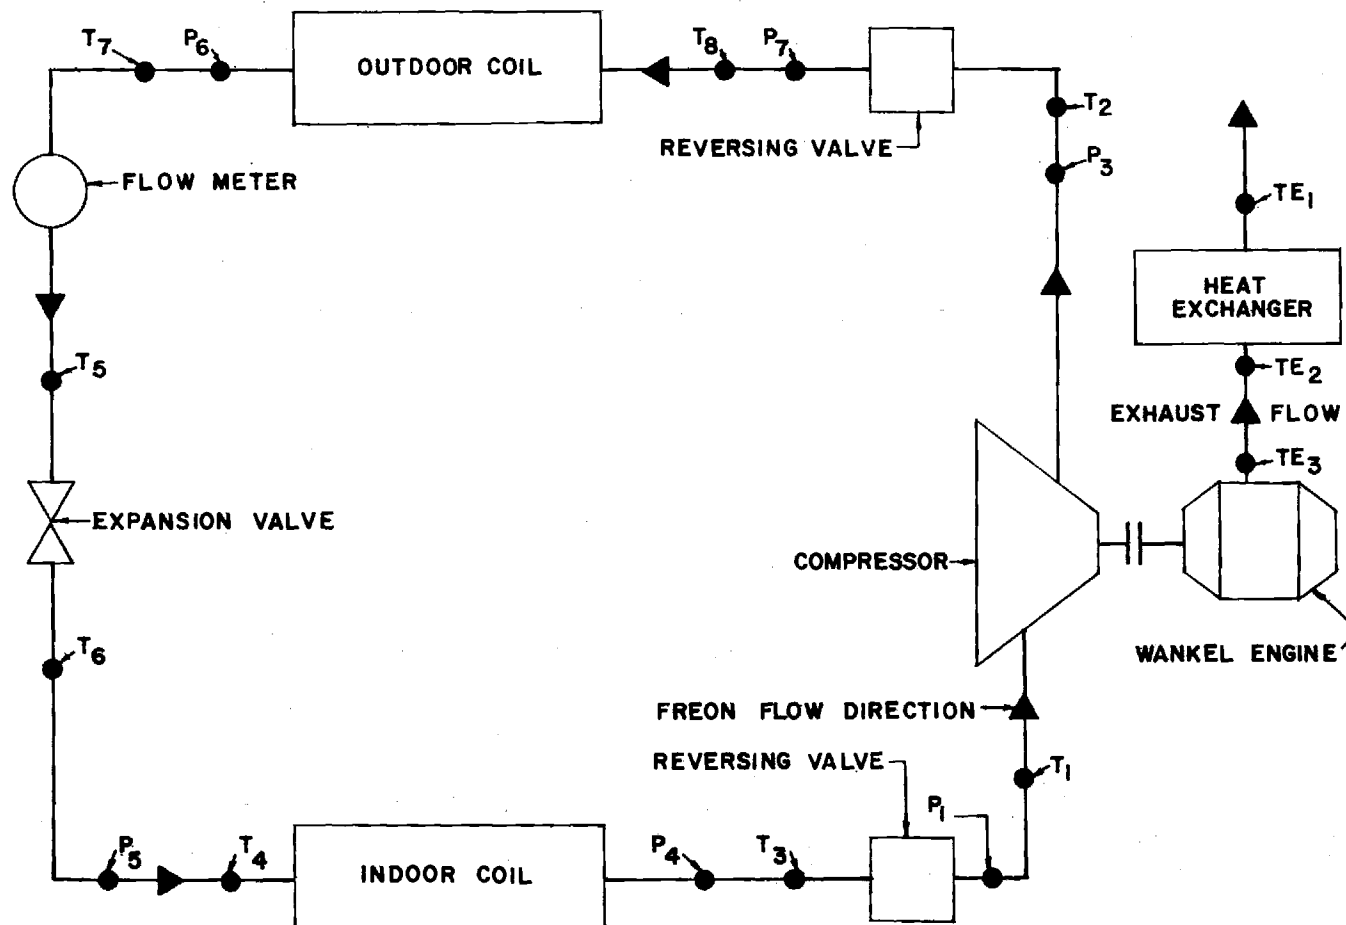 T7
P6
OUTDOOR COIL
T8
P7
T2
REVERSING VALVE
P3
FLOW METER
TE1
HEAT
EXCHANGER
T5
TE2
EXHAUST FLOW
TE3
EXPANSION VALVE
COMPRESSOR
T6
WANKEL ENGINE
FREON FLOW DIRECTION
REVERSING VALVE
T1
P1
P5
T4
INDOOR COIL
P4
T3